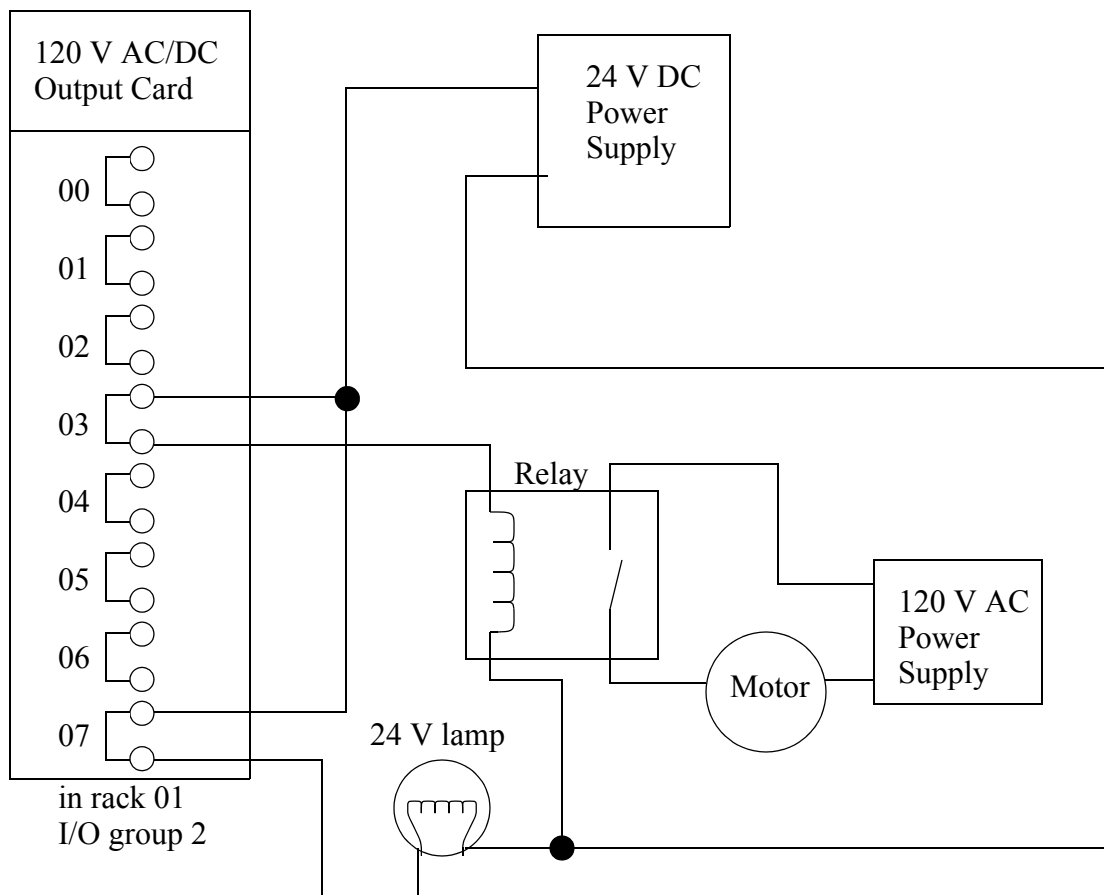 120 V AC/DC
Output Card
24 V DC
Power
Supply
00
01
02
03
04
05
06
07
Relay
120 V AC
Power
Supply
Motor
24 V lamp
in rack 01
I/O group 2